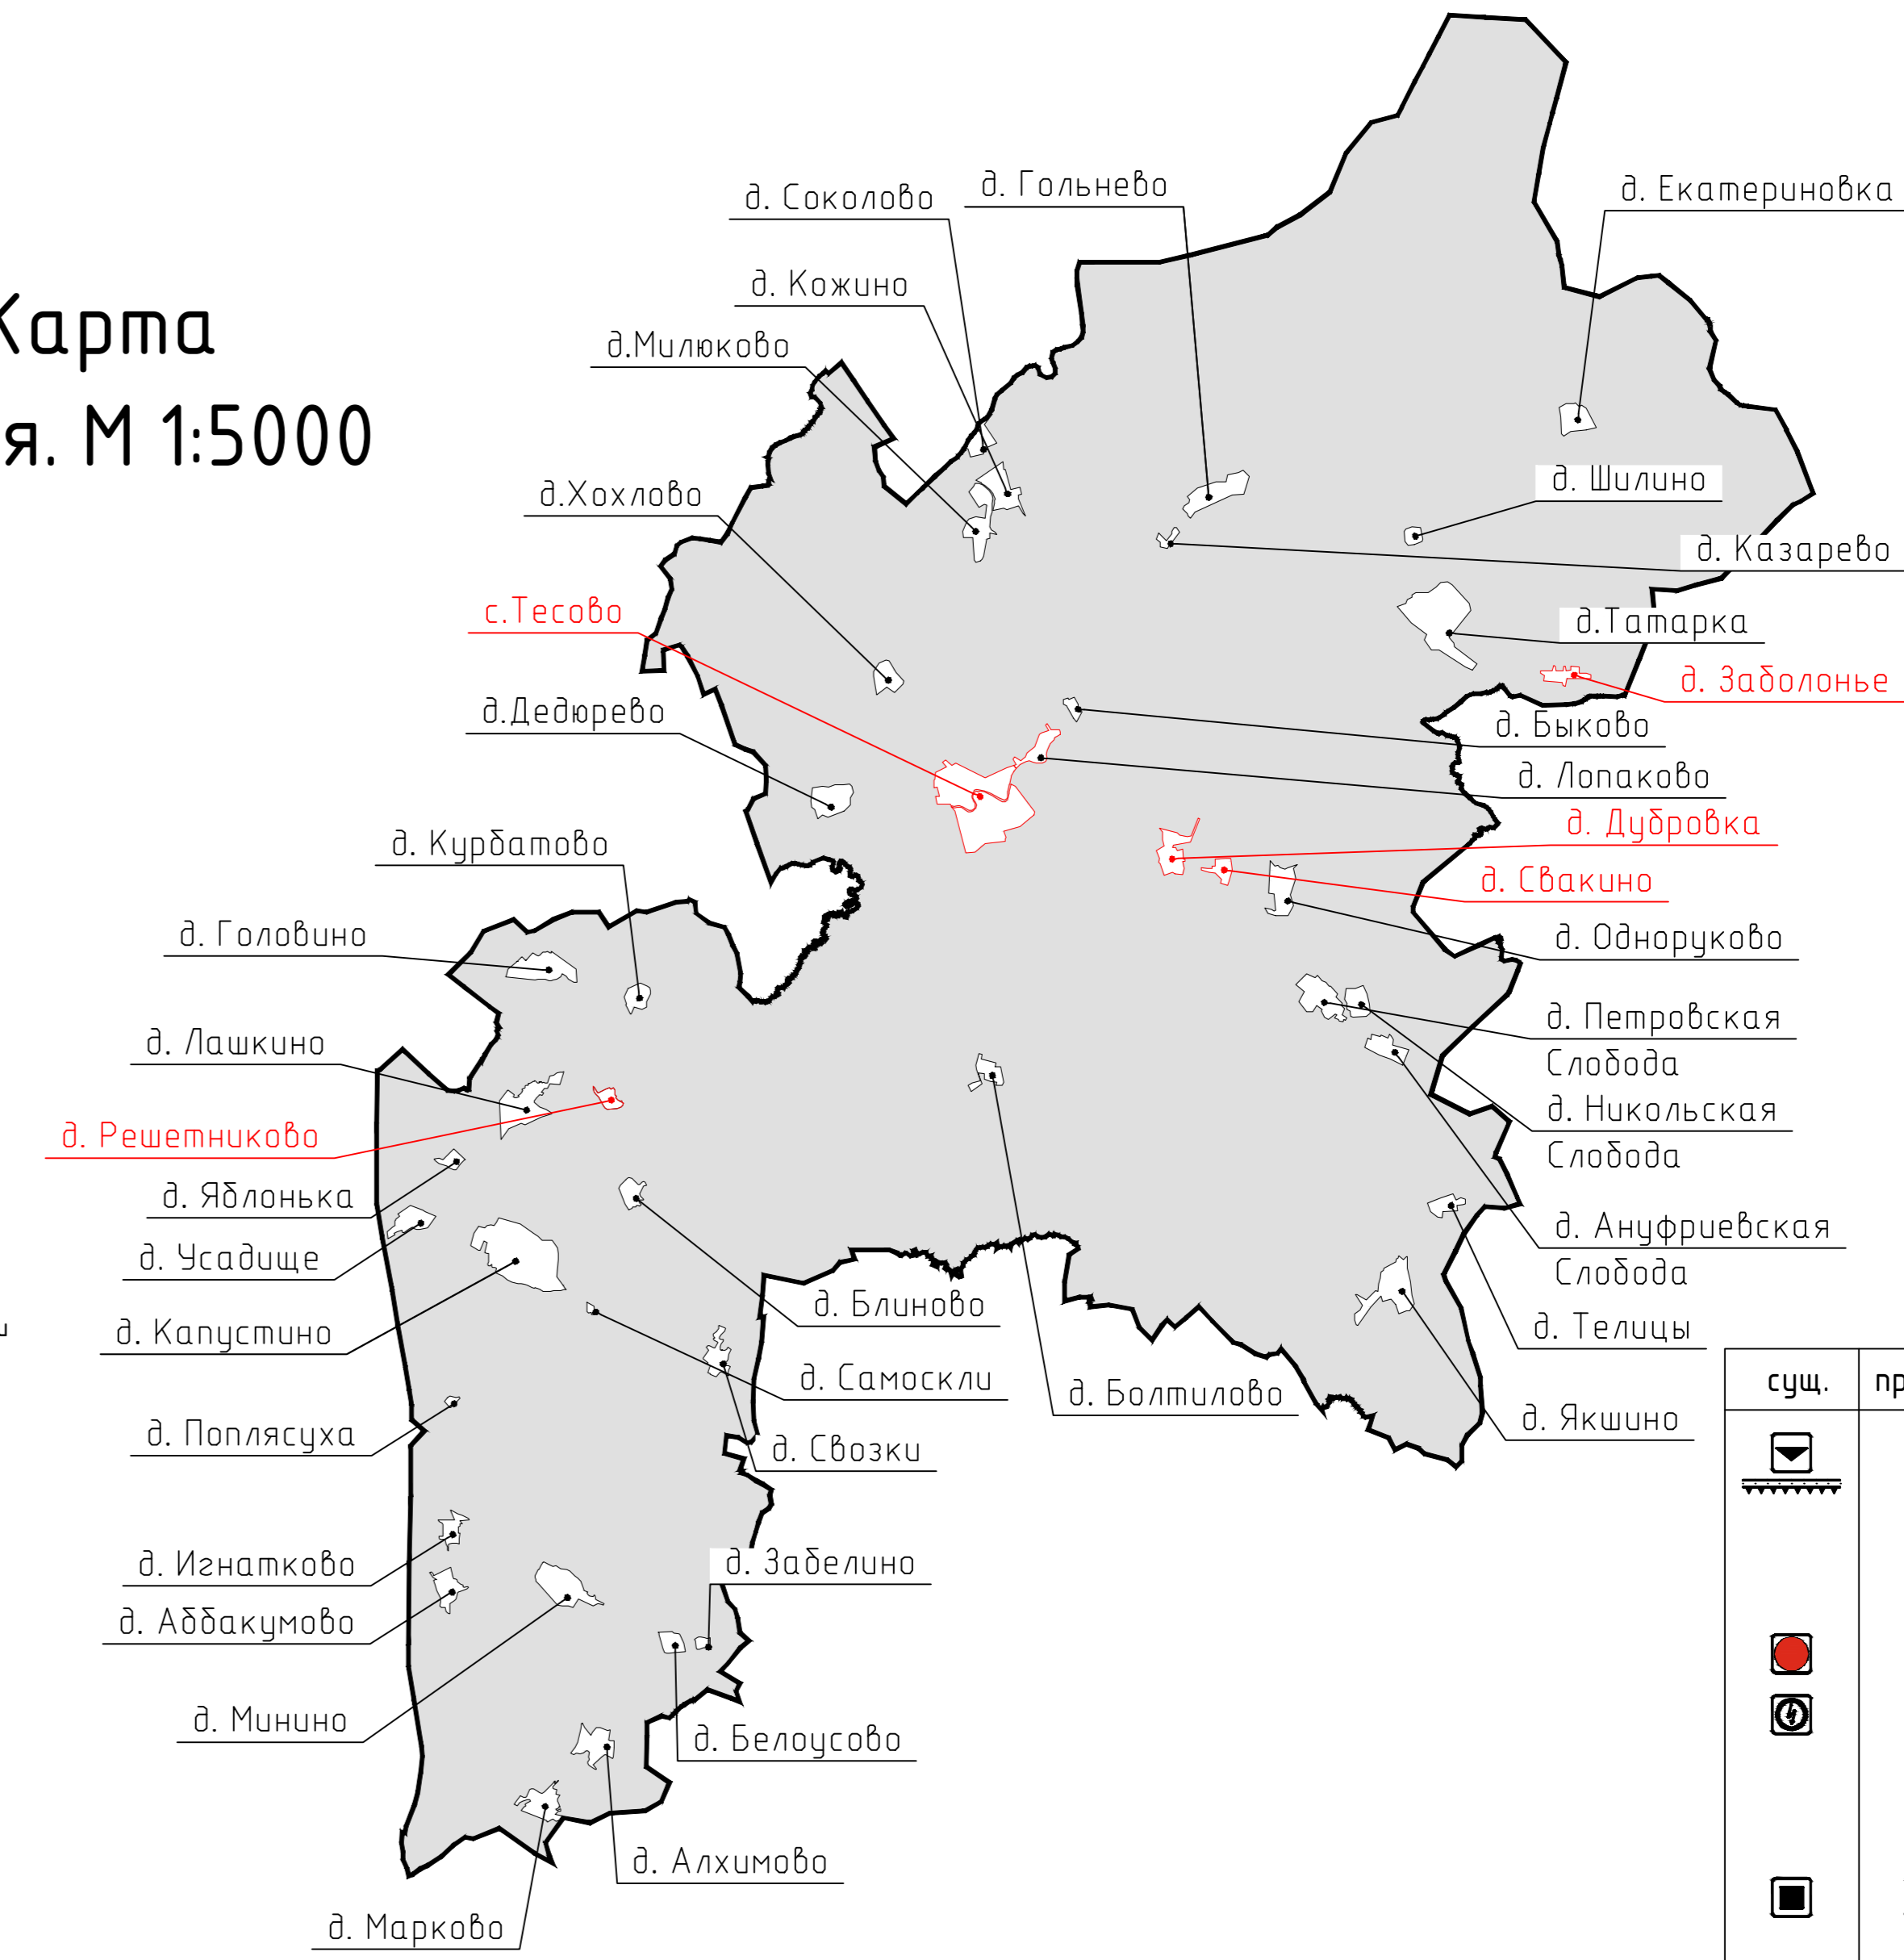 Карта
я. М 1:5000
д. Соколово
д. Гольнево
д. Екатериновка
д. Кожино
д.Милюково
д.Хохлово
д. Шилино
д. Казарево
с.Тесово
д.Татарка
д. Заболонье
д.Дедюрево
д. Быково
д. Лопаково
д. Дубровка
д. Курбатово
д. Свакино
д. Головино
д. Одноруково
д. Петровская
Слобода
д. Лашкино
д. Никольская
Слобода
д. Решетниково
д. Яблонька
д. Ануфриевская
Слобода
д. Усадище
д. Блиново
д. Капустино
д. Телицы
д. Самоскли
д. Болтилово
д. Якшино
д. Поплясуха
д. Свозки
сущ.
пр
д. Игнатково
д. Забелино
д. Аббакумово
д. Минино
д. Белоусово
д. Алхимово
д. Марково